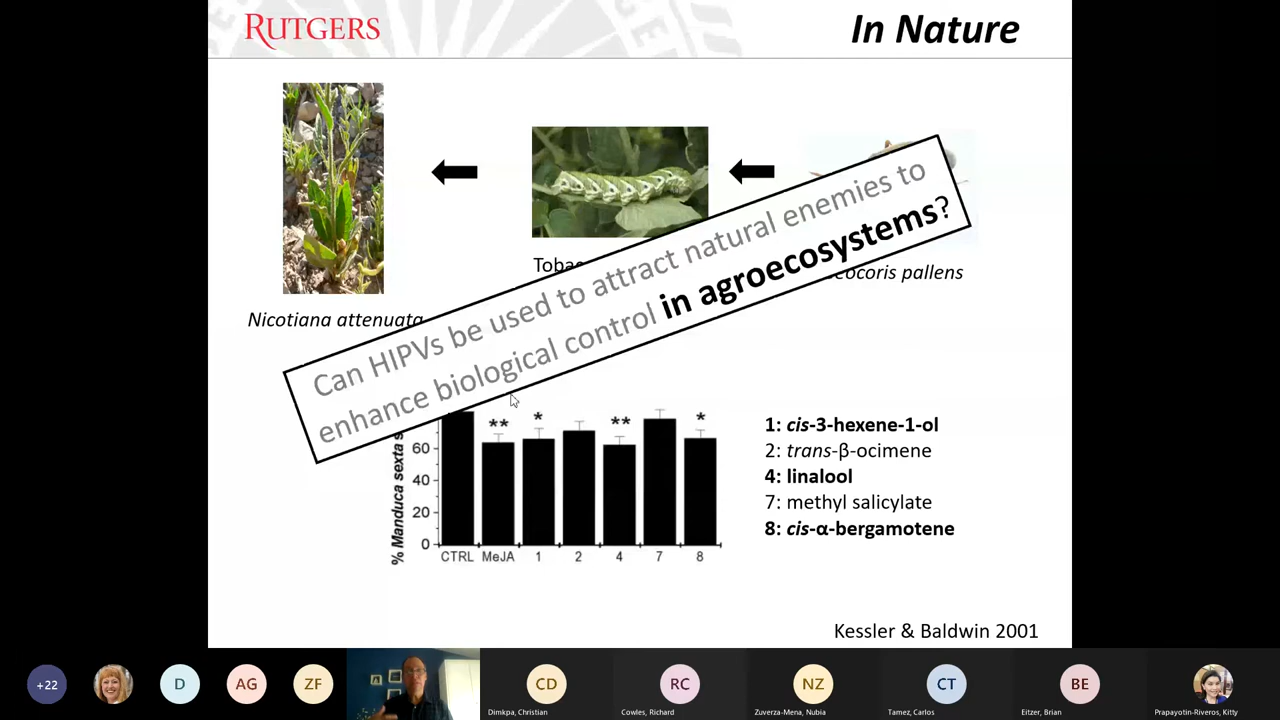 RUTGERS
In Nature
Nicotiana attenuata
eocoris pallens
Can HIPVs be used to attract natural enemies to
enhance biological control in agroecosystems?
% Manduca sexta
60
40
20
0
** * ** *
CTRL MeJA 1 2 4 7 8
1: cis-3-hexene-1-ol
2: trans-β-ocimene
4: linalool
7: methyl salicylate
8: cis-α-bergamotene
Kessler & Baldwin 2001
+22
D
AG
ZF
CD
RC
NZ
CT
BE
Dimkpa, Christian
Cowles, Richard
Zuverza-Mena, Nubia
Tamez, Carlos
Eitzer, Brian
Prapayotin-Riveros, Kitty